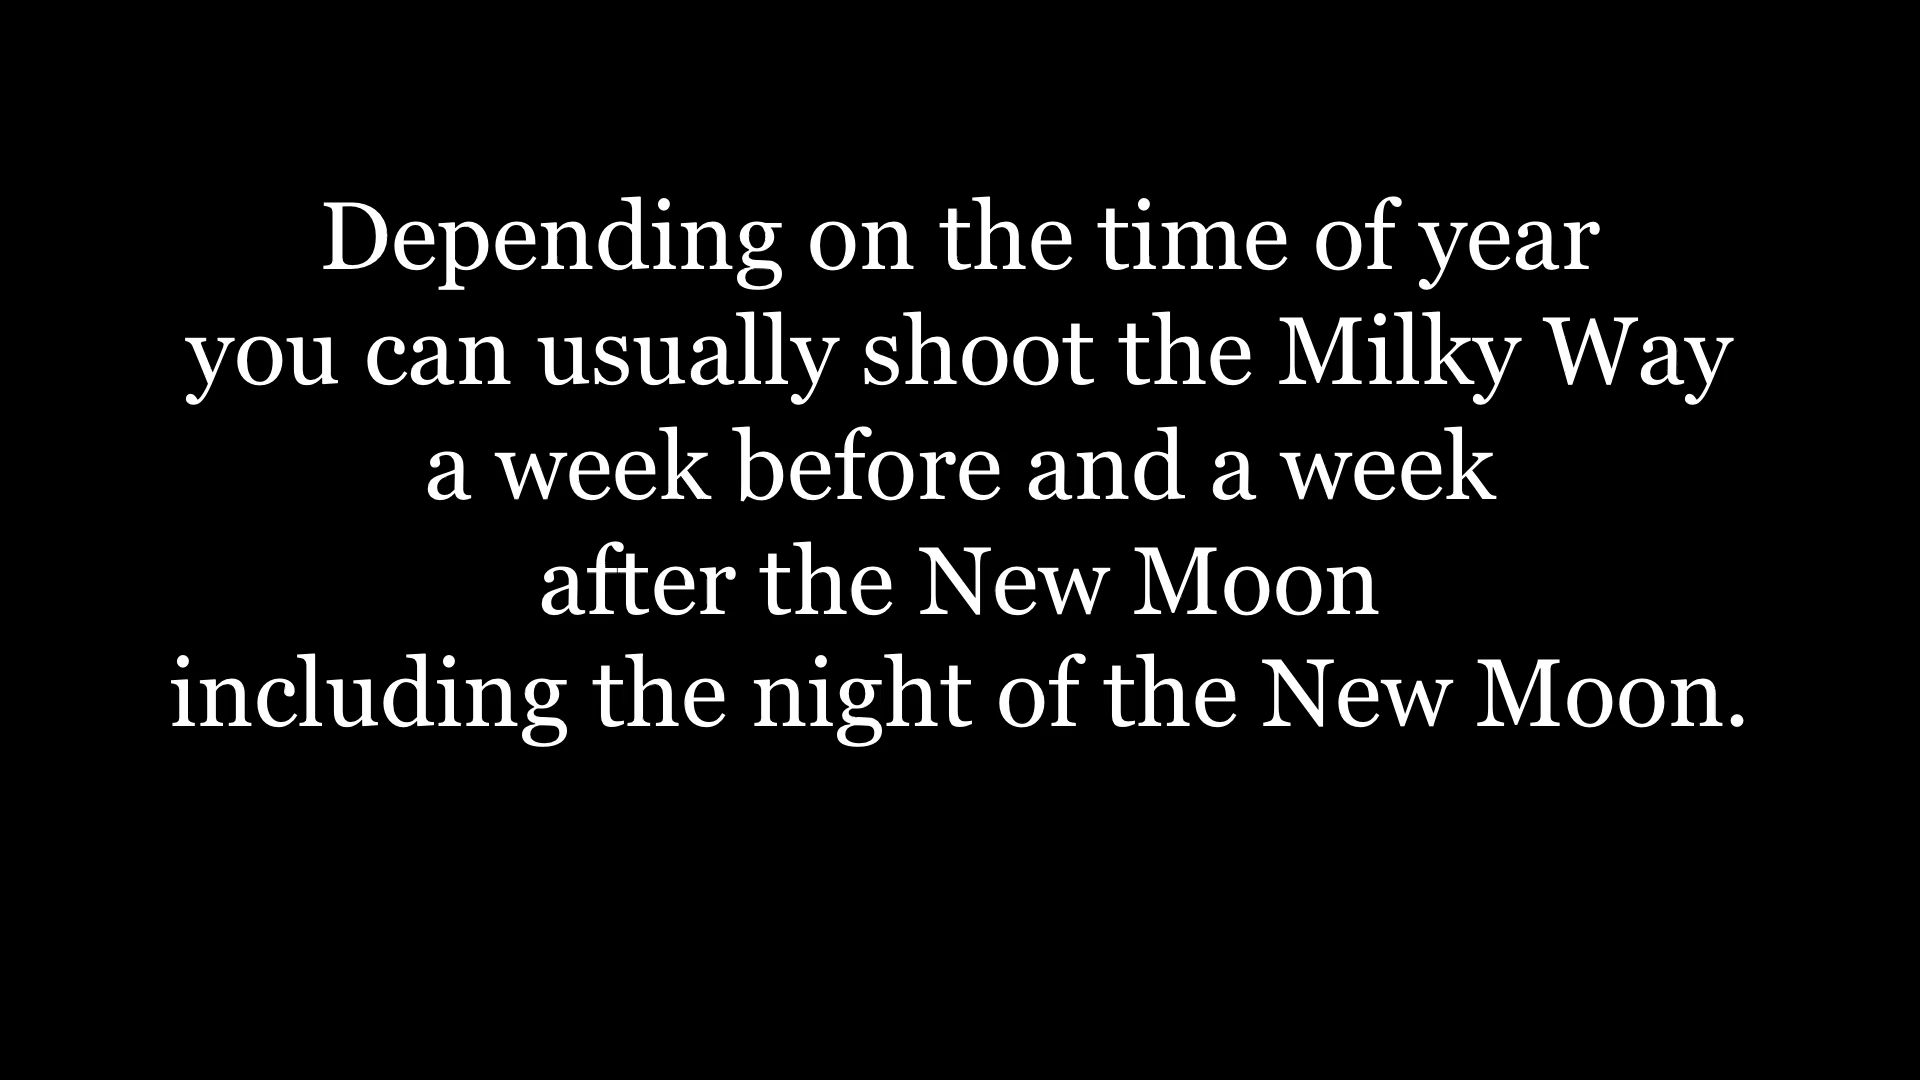 Depending on the time of year
you can usually shoot the Milky Way
a week before and a week
after the New Moon
including the night of the New Moon.